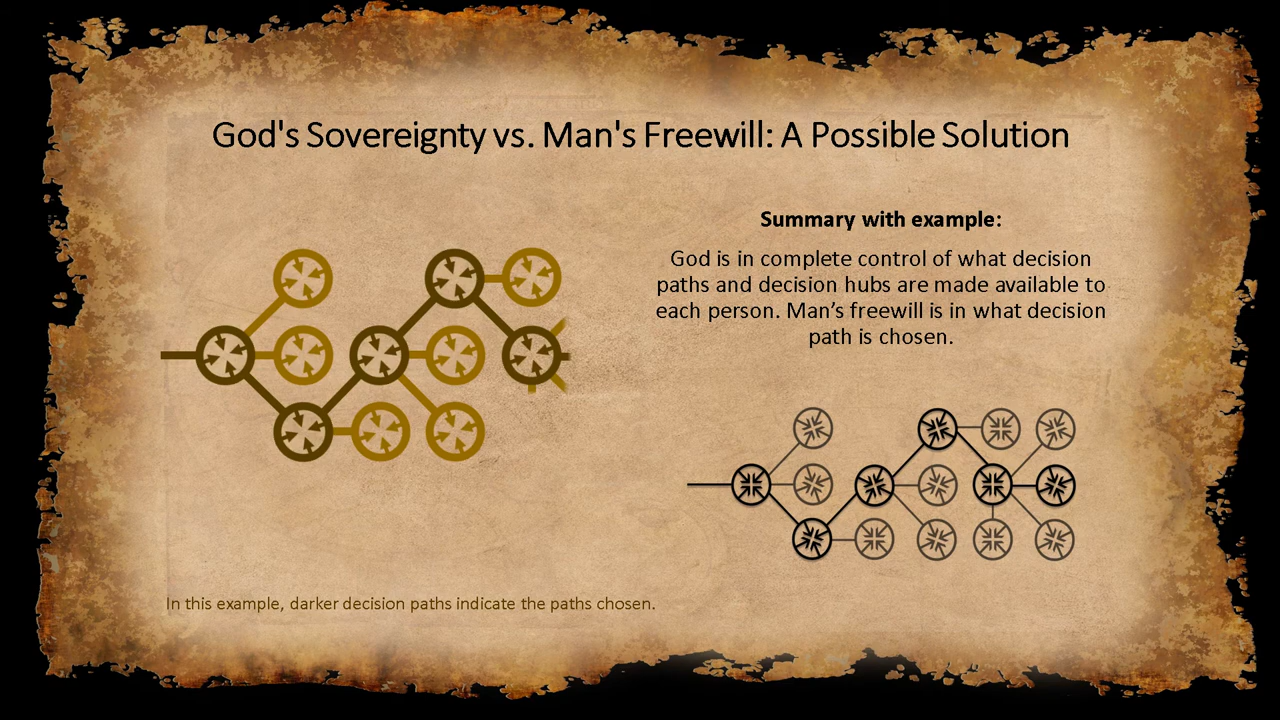 God's Sovereignty vs. Man's Freewill: A Possible Solution
Summary with example:
God is in complete control of what decision
paths and decision hubs are made available to
each person. Man’s freewill is in what decision
path is chosen.
In this example, darker decision paths indicate the paths chosen.